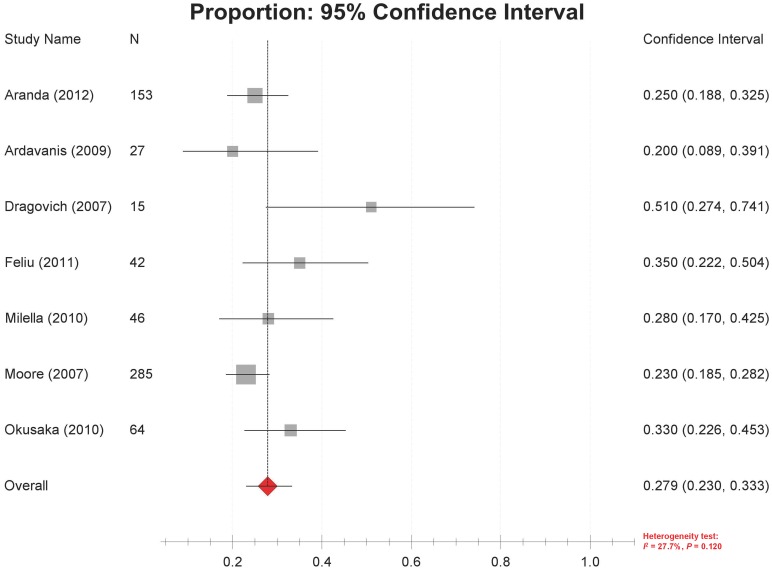 Proportion: 95% Confidence Interval
Study Name N Confidence Interval
Aranda (2012) 153 0.250 (0.188, 0.325)
Ardavanis (2009) 27 0.200 (0.089, 0.391)
Dragovich (2007) 15 0.510 (0.274, 0.741)
Feliu (2011) 42 0.350 (0.222, 0.504)
Milella (2010) 46 0.280 (0.170, 0.425)
Moore (2007) 285 0.230 (0.185, 0.282)
Okusaka (2010) 64 0.330 (0.226, 0.453)
Overall 0.279 (0.230, 0.333)
Heterogeneity test:
I² = 27.7%, P = 0.120
0.2 0.4 0.6 0.8 1.0